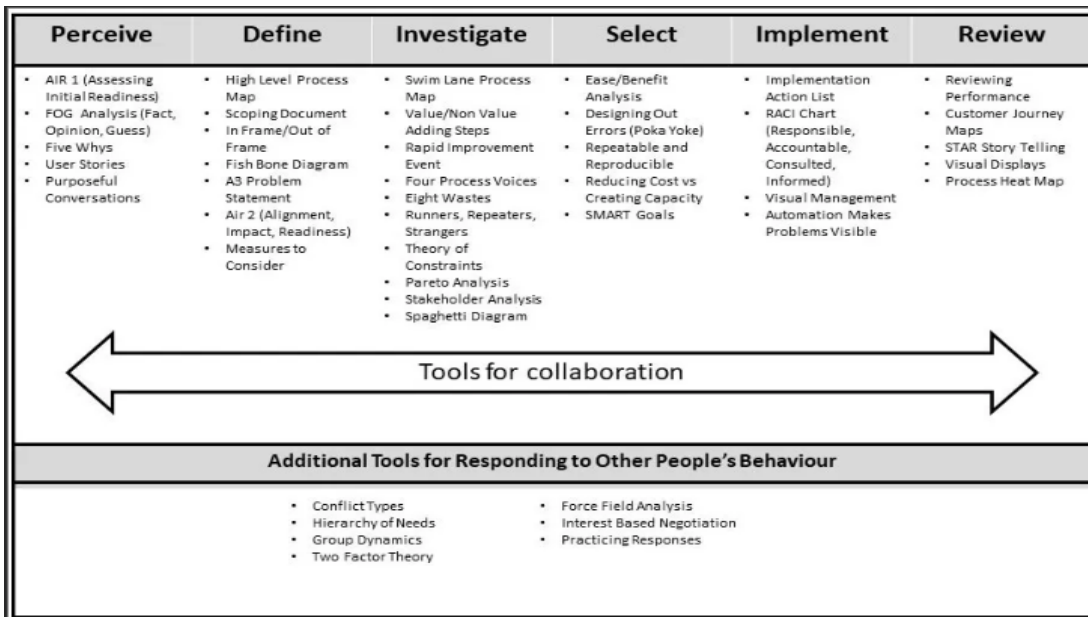 Perceive
Define
Investigate
Select
Implement
Review
• AIR 1 (Assessing
Initial Readiness)
• FOG Analysis (Fact,
Opinion, Guess)
• Five Whys
• User Stories
• Purposeful
Conversations
• High Level Process
Map
• Scoping Document
• In Frame/Out of
Frame
• Fish Bone Diagram
• A3 Problem
Statement
• Air 2 (Alignment,
Impact, Readiness)
• Measures to
Consider
• Swim Lane Process
Map
• Value/Non Value
Adding Steps
• Rapid Improvement
Event
• Four Process Voices
• Eight Wastes
• Runners, Repeaters,
Strangers
• Theory of
Constraints
• Pareto Analysis
• Stakeholder Analysis
• Spaghetti Diagram
• Ease/Benefit
Analysis
• Designing Out
Errors (Poka Yoke)
• Repeatable and
Reproducible
• Reducing Cost vs
Creating Capacity
• SMART Goals
• Implementation
Action List
• RACI Chart
(Responsible,
Accountable,
Consulted,
Informed)
• Visual Management
• Automation Makes
Problems Visible
• Reviewing
Performance
• Customer Journey
Maps
• STAR Story Telling
• Visual Displays
• Process Heat Map
Tools for collaboration
Additional Tools for Responding to Other People's Behaviour
• Conflict Types
• Hierarchy of Needs
• Group Dynamics
• Two Factor Theory
• Force Field Analysis
• Interest Based Negotiation
• Practicing Responses